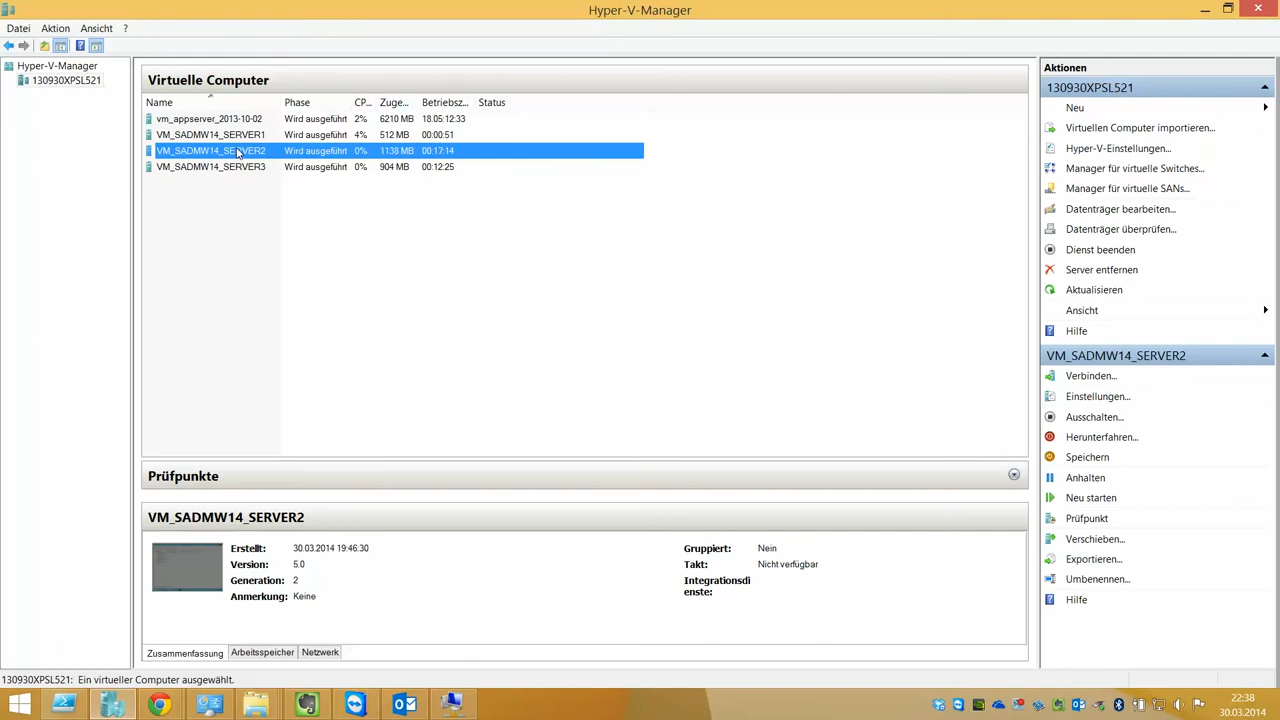 Hyper-V-Manager
Datei Aktion Ansicht ?
Hyper-V-Manager
130930XPSL521
Virtuelle Computer
Name Phase CP... Zuge... Betriebsz... Status
vm_appserver_2013-10-02 Wird ausgeführt 2% 6210 MB 18.05:12:33
VM_SADMW14_SERVER1 Wird ausgeführt 4% 512 MB 00:00:51
VM_SADMW14_SERVER2 Wird ausgeführt 0% 1138 MB 00:17:14
VM_SADMW14_SERVER3 Wird ausgeführt 0% 904 MB 00:12:25
Prüfpunkte
VM_SADMW14_SERVER2
Erstellt: 30.03.2014 19:46:30
Version: 5.0
Generation: 2
Anmerkung: Keine
Gruppiert: Nein
Takt: Nicht verfügbar
Integrationsdi
enste:
Zusammenfassung Arbeitsspeicher Netzwerk
Aktionen
130930XPSL521
Neu
Virtuellen Computer importieren...
Hyper-V-Einstellungen...
Manager für virtuelle Switches...
Manager für virtuelle SANs...
Datenträger bearbeiten...
Datenträger überprüfen...
Dienst beenden
Server entfernen
Aktualisieren
Ansicht
Hilfe
VM_SADMW14_SERVER2
Verbinden...
Einstellungen...
Ausschalten...
Herunterfahren...
Speichern
Anhalten
Neu starten
Prüfpunkt
Verschieben...
Exportieren...
Umbenennen...
Hilfe
130930XPSL521: Ein virtueller Computer ausgewählt.
22:38
30.03.2014